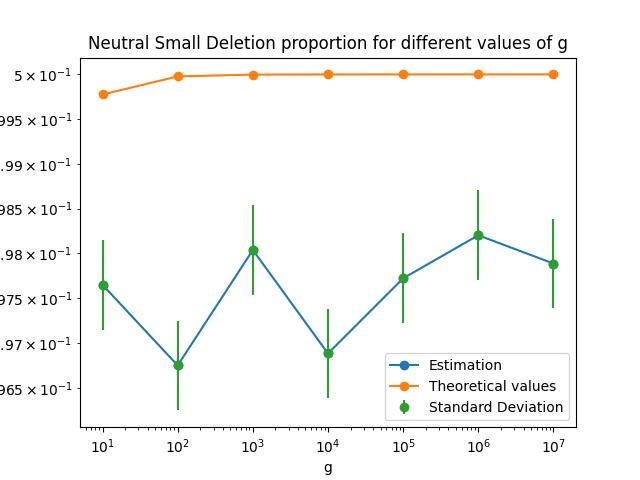 Neutral Small Deletion proportion for different values of g
5 × 10⁻¹
995 × 10⁻¹
.99 × 10⁻¹
985 × 10⁻¹
.98 × 10⁻¹
975 × 10⁻¹
.97 × 10⁻¹
965 × 10⁻¹
Estimation
Theoretical values
Standard Deviation
10¹ 10² 10³ 10⁴ 10⁵ 10⁶ 10⁷
g